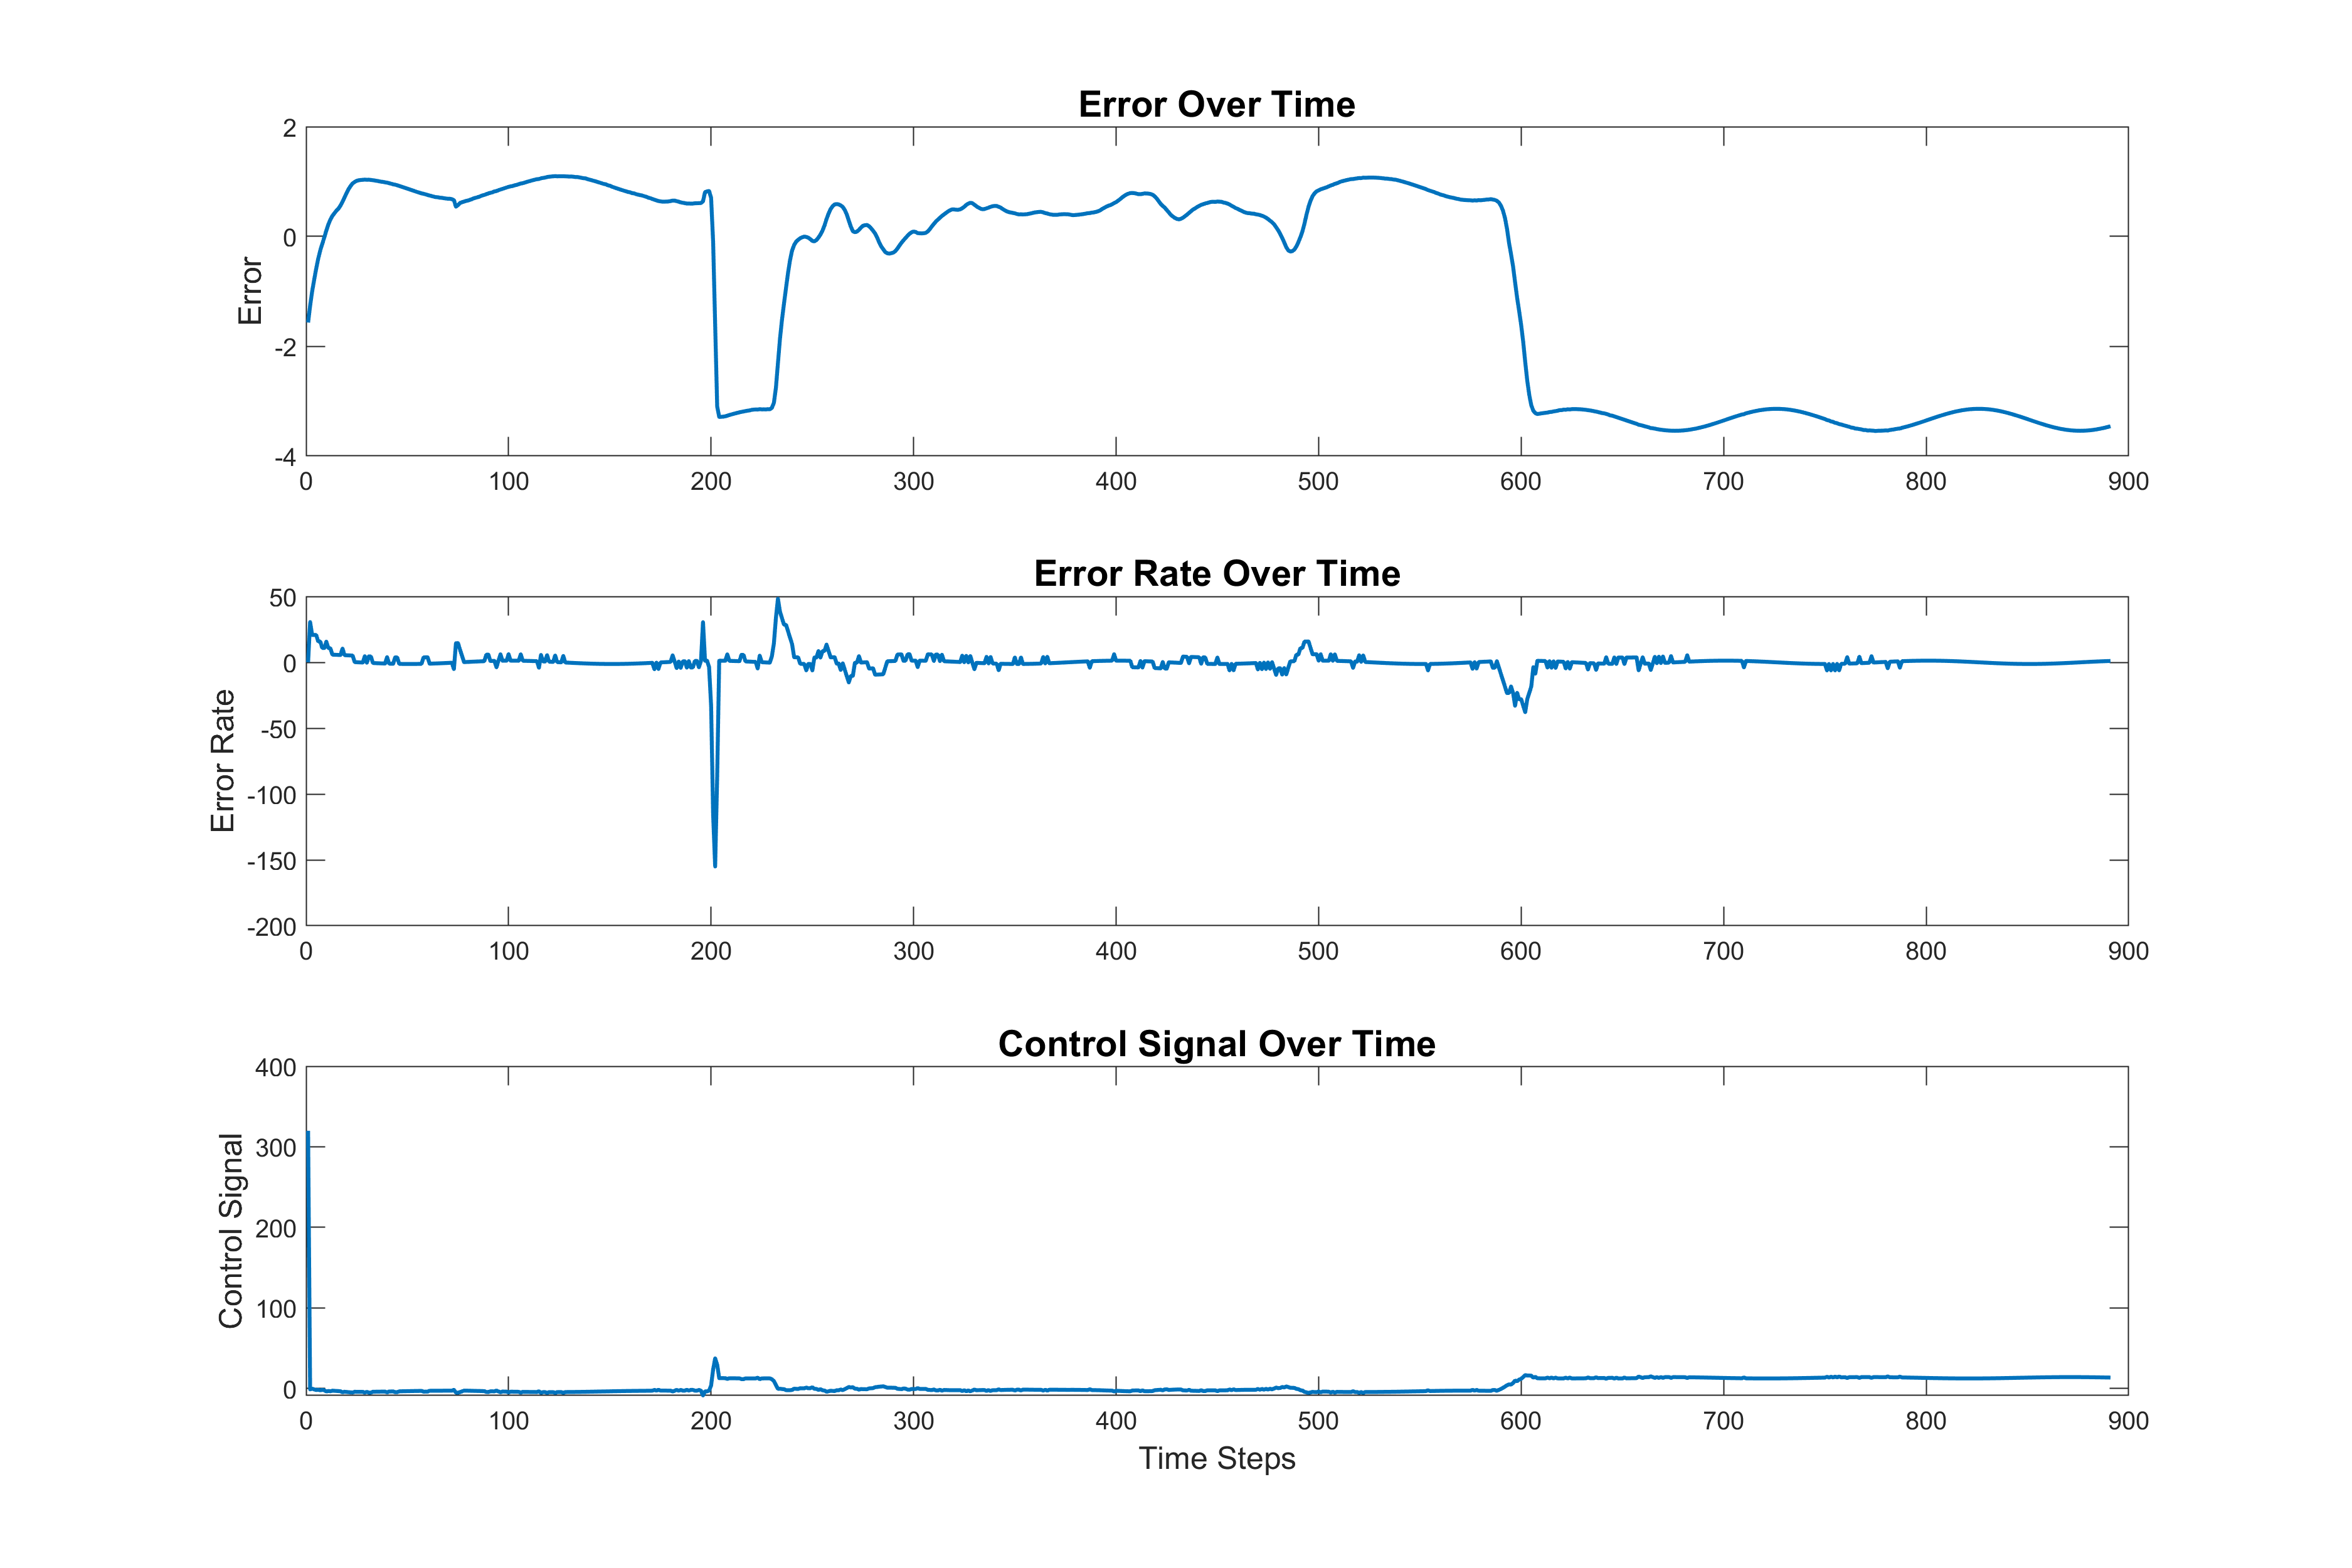 Error Over Time
2
0
-2
-4
Error
0 100 200 300 400 500 600 700 800 900
Error Rate Over Time
50
0
-50
-100
-150
-200
Error Rate
0 100 200 300 400 500 600 700 800 900
Control Signal Over Time
400
300
200
100
0
Control Signal
0 100 200 300 400 500 600 700 800 900
Time Steps